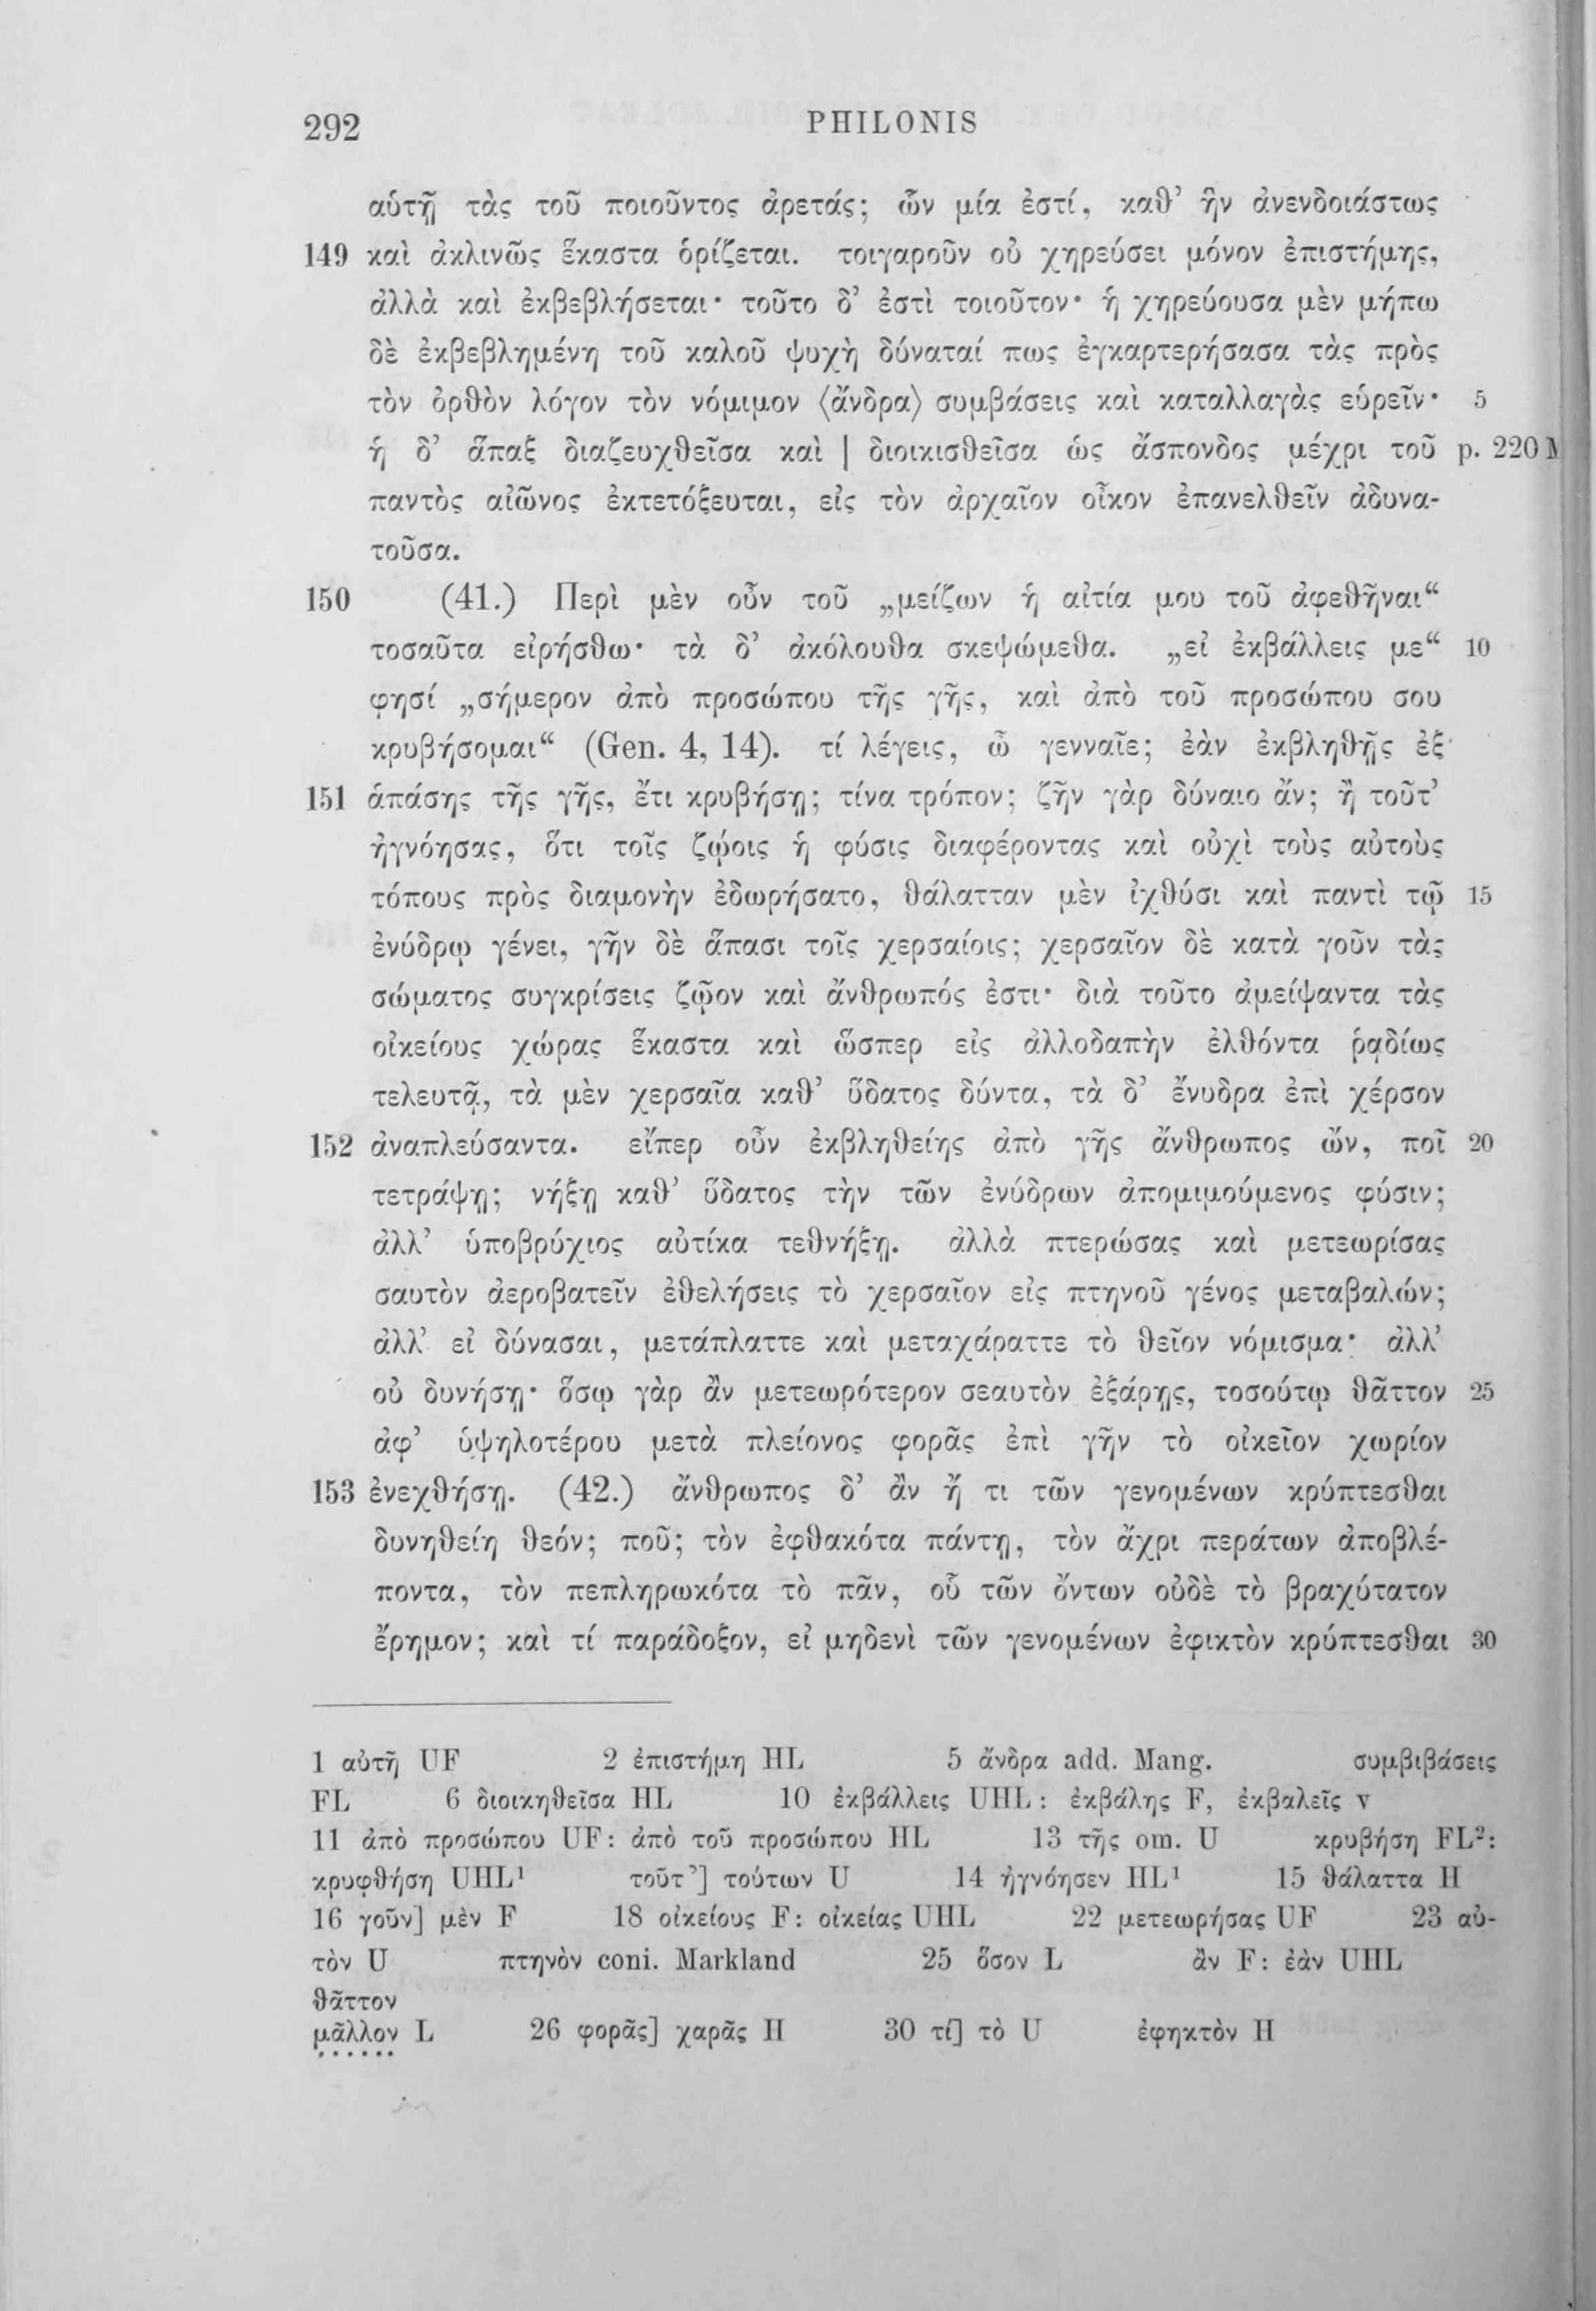 292 PHILONIS
αὑτῇ τὰς τοῦ ποιοῦντος ἀρετάς; ὧν μία ἐστί, καθ’ ἣν ἀνενδοιάστως
149 καὶ ἀκλινῶς ἕκαστα ὁρίζεται. τοιγαροῦν οὐ χηρεύσει μόνον ἐπιστήμης,
ἀλλὰ καὶ ἐκβεβλήσεται· τοῦτο δ’ ἐστὶ τοιοῦτον· ἡ χηρεύουσα μὲν μήπω
δὲ ἐκβεβλημένη τοῦ καλοῦ ψυχὴ δύναταί πως ἐγκαρτερήσασα τὰς πρὸς
τὸν ὀρθὸν λόγον τὸν νόμιμον ⟨ἄνδρα⟩ συμβάσεις καὶ καταλλαγὰς εὑρεῖν· 5
ἡ δ’ ἅπαξ διαζευχθεῖσα καὶ | διοικισθεῖσα ὡς ἄσπονδος μέχρι τοῦ p. 220 M
παντὸς αἰῶνος ἐκτετόξευται, εἰς τὸν ἀρχαῖον οἶκον ἐπανελθεῖν ἀδυνα-
τοῦσα.
150 (41.) Περὶ μὲν οὖν τοῦ „μείζων ἡ αἰτία μου τοῦ ἀφεθῆναι“
τοσαῦτα εἰρήσθω· τὰ δ’ ἀκόλουθα σκεψώμεθα. „εἰ ἐκβάλλεις με“ 10
φησί „σήμερον ἀπὸ προσώπου τῆς γῆς, καὶ ἀπὸ τοῦ προσώπου σου
κρυβήσομαι“ (Gen. 4, 14). τί λέγεις, ὦ γενναῖε; ἐὰν ἐκβληθῇς ἐξ
151 ἁπάσης τῆς γῆς, ἔτι κρυβήσῃ; τίνα τρόπον; ζῆν γὰρ δύναιο ἄν; ἢ τοῦτ’
ἠγνόησας, ὅτι τοῖς ζῴοις ἡ φύσις διαφέροντας καὶ οὐχὶ τοὺς αὐτοὺς
τόπους πρὸς διαμονὴν ἐδωρήσατο, θάλατταν μὲν ἰχθύσι καὶ παντὶ τῷ 15
ἐνύδρῳ γένει, γῆν δὲ ἅπασι τοῖς χερσαίοις; χερσαῖον δὲ κατὰ γοῦν τὰς
σώματος συγκρίσεις ζῷον καὶ ἄνθρωπός ἐστι· διὰ τοῦτο ἀμείψαντα τὰς
οἰκείους χώρας ἕκαστα καὶ ὥσπερ εἰς ἀλλοδαπὴν ἐλθόντα ῥᾳδίως
τελευτᾷ, τὰ μὲν χερσαῖα καθ’ ὕδατος δύντα, τὰ δ’ ἔνυδρα ἐπὶ χέρσον
152 ἀναπλεύσαντα. εἴπερ οὖν ἐκβληθείης ἀπὸ γῆς ἄνθρωπος ὤν, ποῖ 20
τετράψῃ; νήξῃ καθ’ ὕδατος τὴν τῶν ἐνύδρων ἀπομιμούμενος φύσιν;
ἀλλ’ ὑποβρύχιος αὐτίκα τεθνήξῃ. ἀλλὰ πτερώσας καὶ μετεωρίσας
σαυτὸν ἀεροβατεῖν ἐθελήσεις τὸ χερσαῖον εἰς πτηνοῦ γένος μεταβαλών;
ἀλλ’ εἰ δύνασαι, μετάπλαττε καὶ μεταχάραττε τὸ θεῖον νόμισμα· ἀλλ’
οὐ δυνήσῃ· ὅσῳ γὰρ ἂν μετεωρότερον σεαυτὸν ἐξάρῃς, τοσούτῳ θᾶττον 25
ἀφ’ ὑψηλοτέρου μετὰ πλείονος φορᾶς ἐπὶ γῆν τὸ οἰκεῖον χωρίον
153 ἐνεχθήσῃ. (42.) ἄνθρωπος δ’ ἂν ἤ τι τῶν γενομένων κρύπτεσθαι
δυνηθείη θεόν; ποῦ; τὸν ἐφθακότα πάντῃ, τὸν ἄχρι περάτων ἀποβλέ-
ποντα, τὸν πεπληρωκότα τὸ πᾶν, οὗ τῶν ὄντων οὐδὲ τὸ βραχύτατον
ἔρημον; καὶ τί παράδοξον, εἰ μηδενὶ τῶν γενομένων ἐφικτὸν κρύπτεσθαι 30
1 αὐτῇ UF 2 ἐπιστήμη HL 5 ἄνδρα add. Mang. συμβιβάσεις
FL 6 διοικηθεῖσα HL 10 ἐκβάλλεις UHL: ἐκβάλης F, ἐκβαλεῖς v
11 ἀπὸ προσώπου UF: ἀπὸ τοῦ προσώπου HL 13 τῆς om. U κρυβήση FL²:
κρυφθήση UHL¹ τοῦτ’] τούτων U 14 ἠγνόησεν HL¹ 15 θάλαττα H
16 γοῦν] μὲν F 18 οἰκείους F: οἰκείας UHL 22 μετεωρήσας UF 23 αὐ-
τὸν U πτηνὸν coni. Markland 25 ὅσον L ἂν F: ἐὰν UHL
θᾶττον
μᾶλλον L 26 φορᾶς] χαρᾶς H 30 τί] τὸ U ἐφηκτὸν H